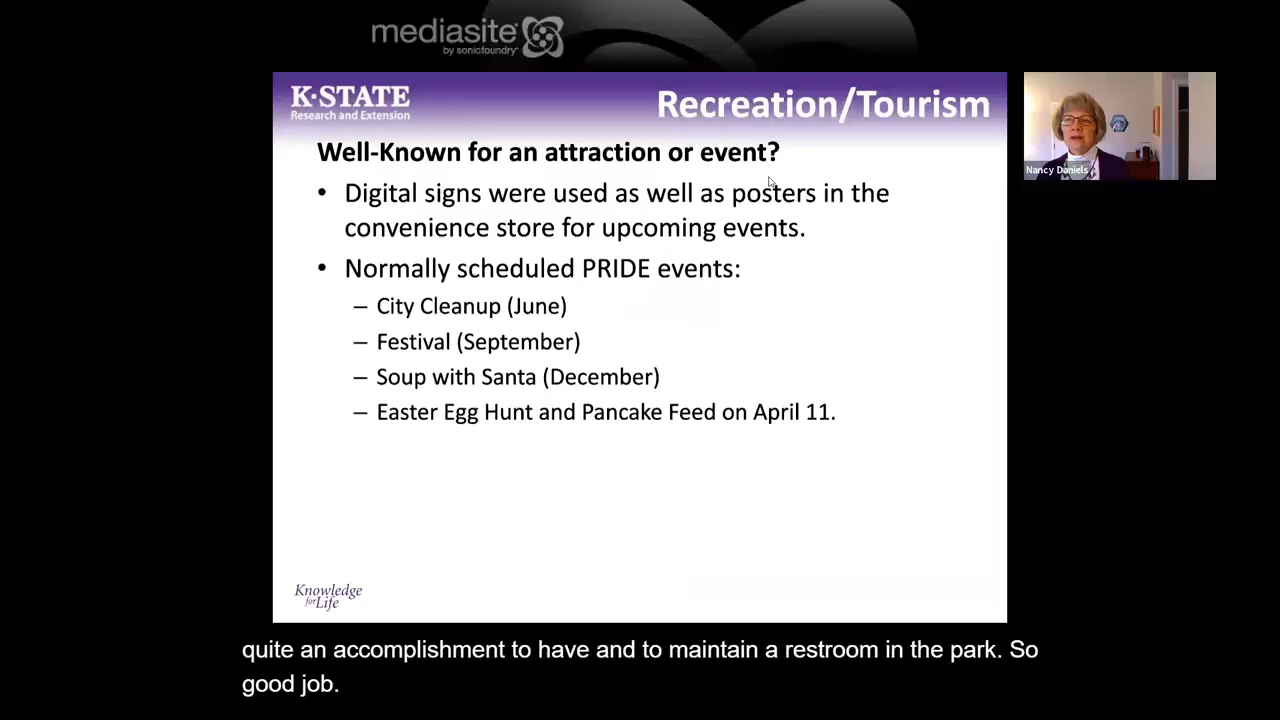 mediasite
by sonicfoundry
K-STATE
Research and Extension
Recreation/Tourism
Well-Known for an attraction or event?
• Digital signs were used as well as posters in the
convenience store for upcoming events.
• Normally scheduled PRIDE events:
– City Cleanup (June)
– Festival (September)
– Soup with Santa (December)
– Easter Egg Hunt and Pancake Feed on April 11.
Nancy Daniels
Knowledge
for Life
quite an accomplishment to have and to maintain a restroom in the park. So
good job.